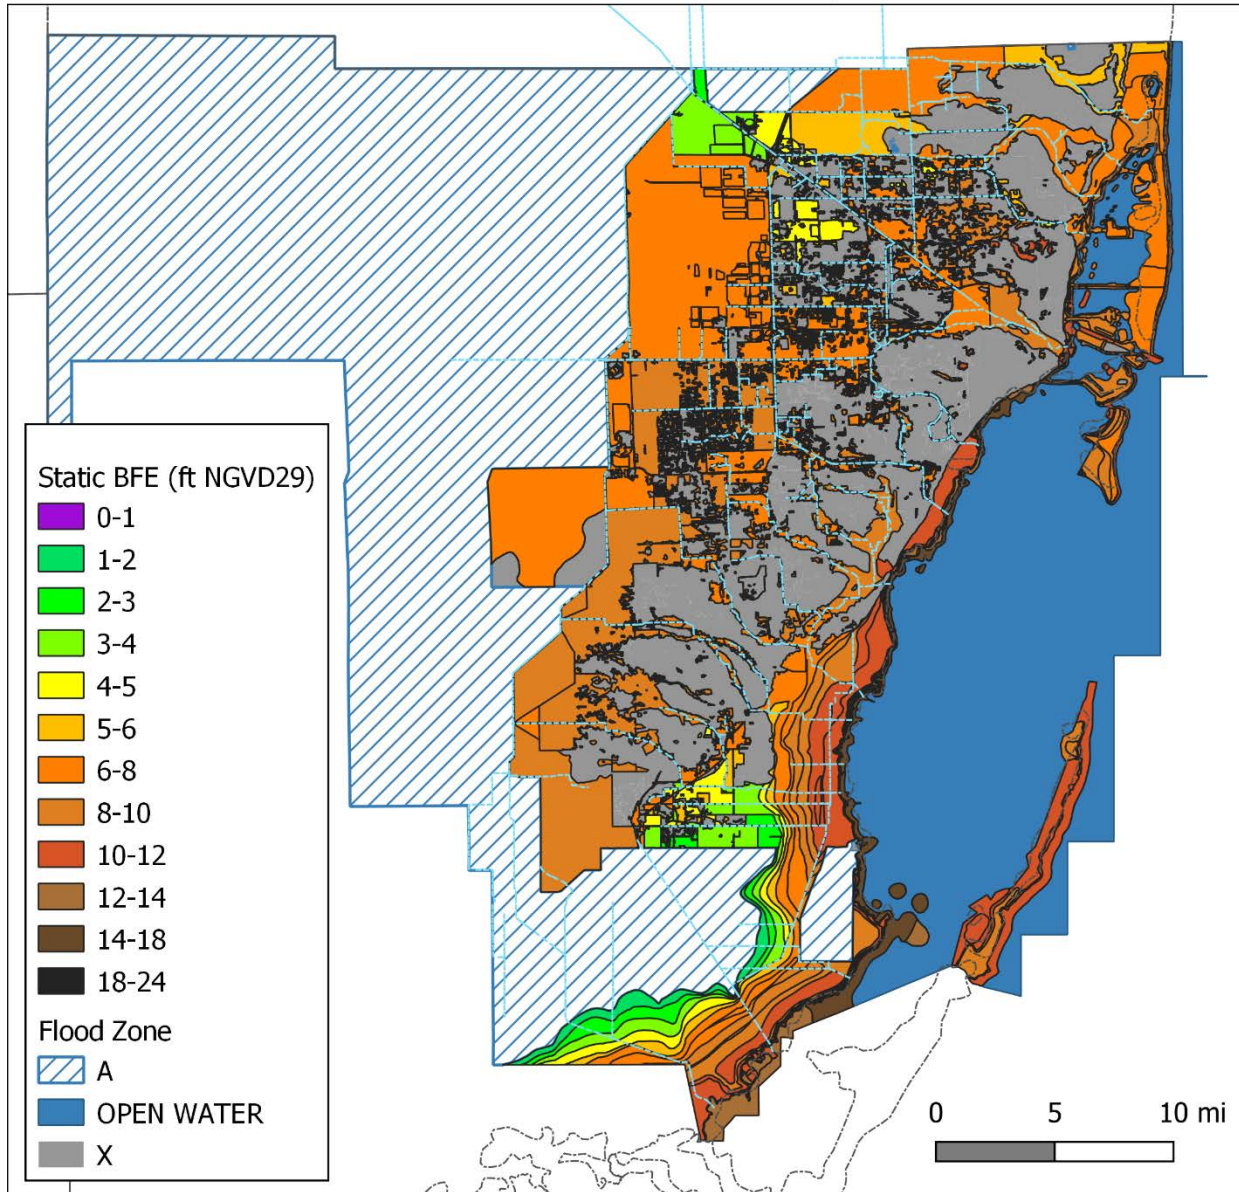 Static BFE (ft NGVD29)
0-1
1-2
2-3
3-4
4-5
5-6
6-8
8-10
10-12
12-14
14-18
18-24
Flood Zone
A
OPEN WATER
X
0 5 10 mi